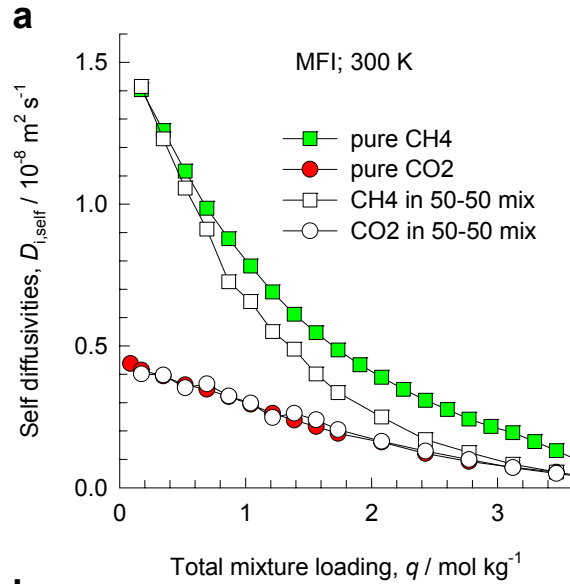 a
MFI; 300 K
pure CH4
pure CO2
CH4 in 50-50 mix
CO2 in 50-50 mix
Self diffusivities, D_{i,self} / 10⁻⁸ m² s⁻¹
1.5
1.0
0.5
0.0
0
1
2
3
Total mixture loading, q / mol kg⁻¹